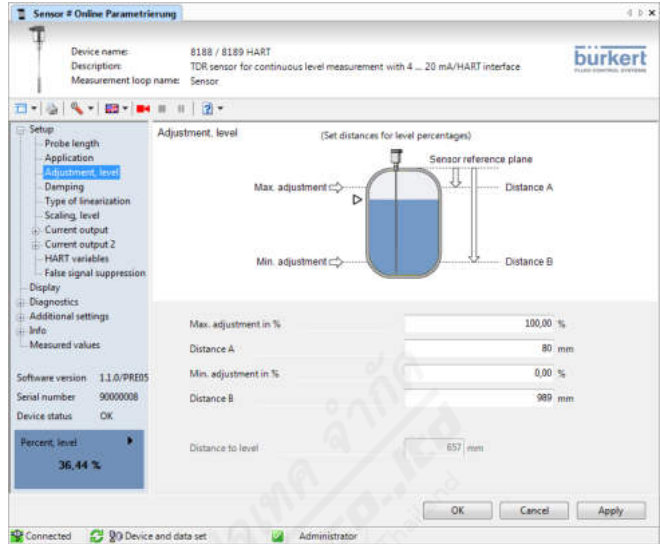 Sensor # Online Parametrierung
Device name: 8188 / 8189 HART
Description: TDR sensor for continuous level measurement with 4 ... 20 mA/HART interface
Measurement loop name: Sensor
bürkert
FLUID CONTROL SYSTEMS
Setup
Probe length
Application
Adjustment, level
Damping
Type of linearization
Scaling, level
Current output
Current output 2
HART variables
False signal suppression
Display
Diagnostics
Additional settings
Info
Measured values
Software version 1.1.0/PRE05
Serial number 90000008
Device status OK
Percent, level
36,44 %
Adjustment, level (Set distances for level percentages)
Sensor reference plane
Max. adjustment
Distance A
Min. adjustment
Distance B
Max. adjustment in % 100,00 %
Distance A 80 mm
Min. adjustment in % 0,00 %
Distance B 989 mm
Distance to level 657 mm
OK Cancel Apply
Connected Device and data set Administrator